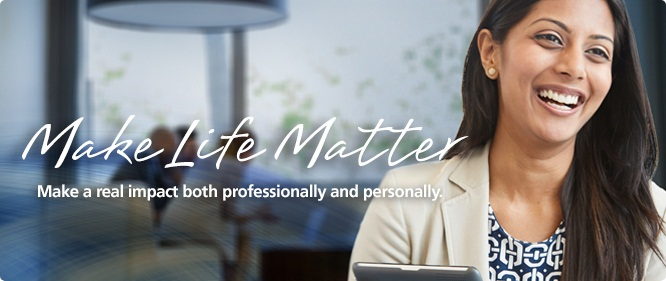 Make Life Matter
Make a real impact both professionally and personally.